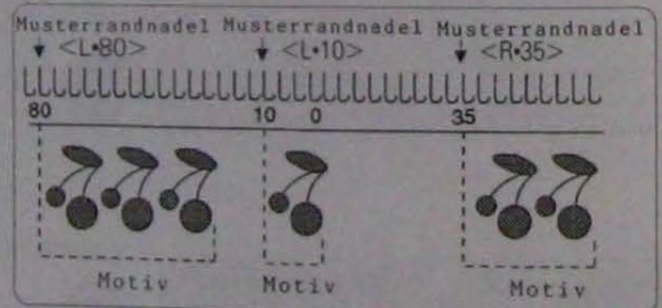 Musterrandnadel Musterrandnadel Musterrandnadel
<L•80> <L•10> <R•35>
80 10 0 35
Motiv Motiv Motiv